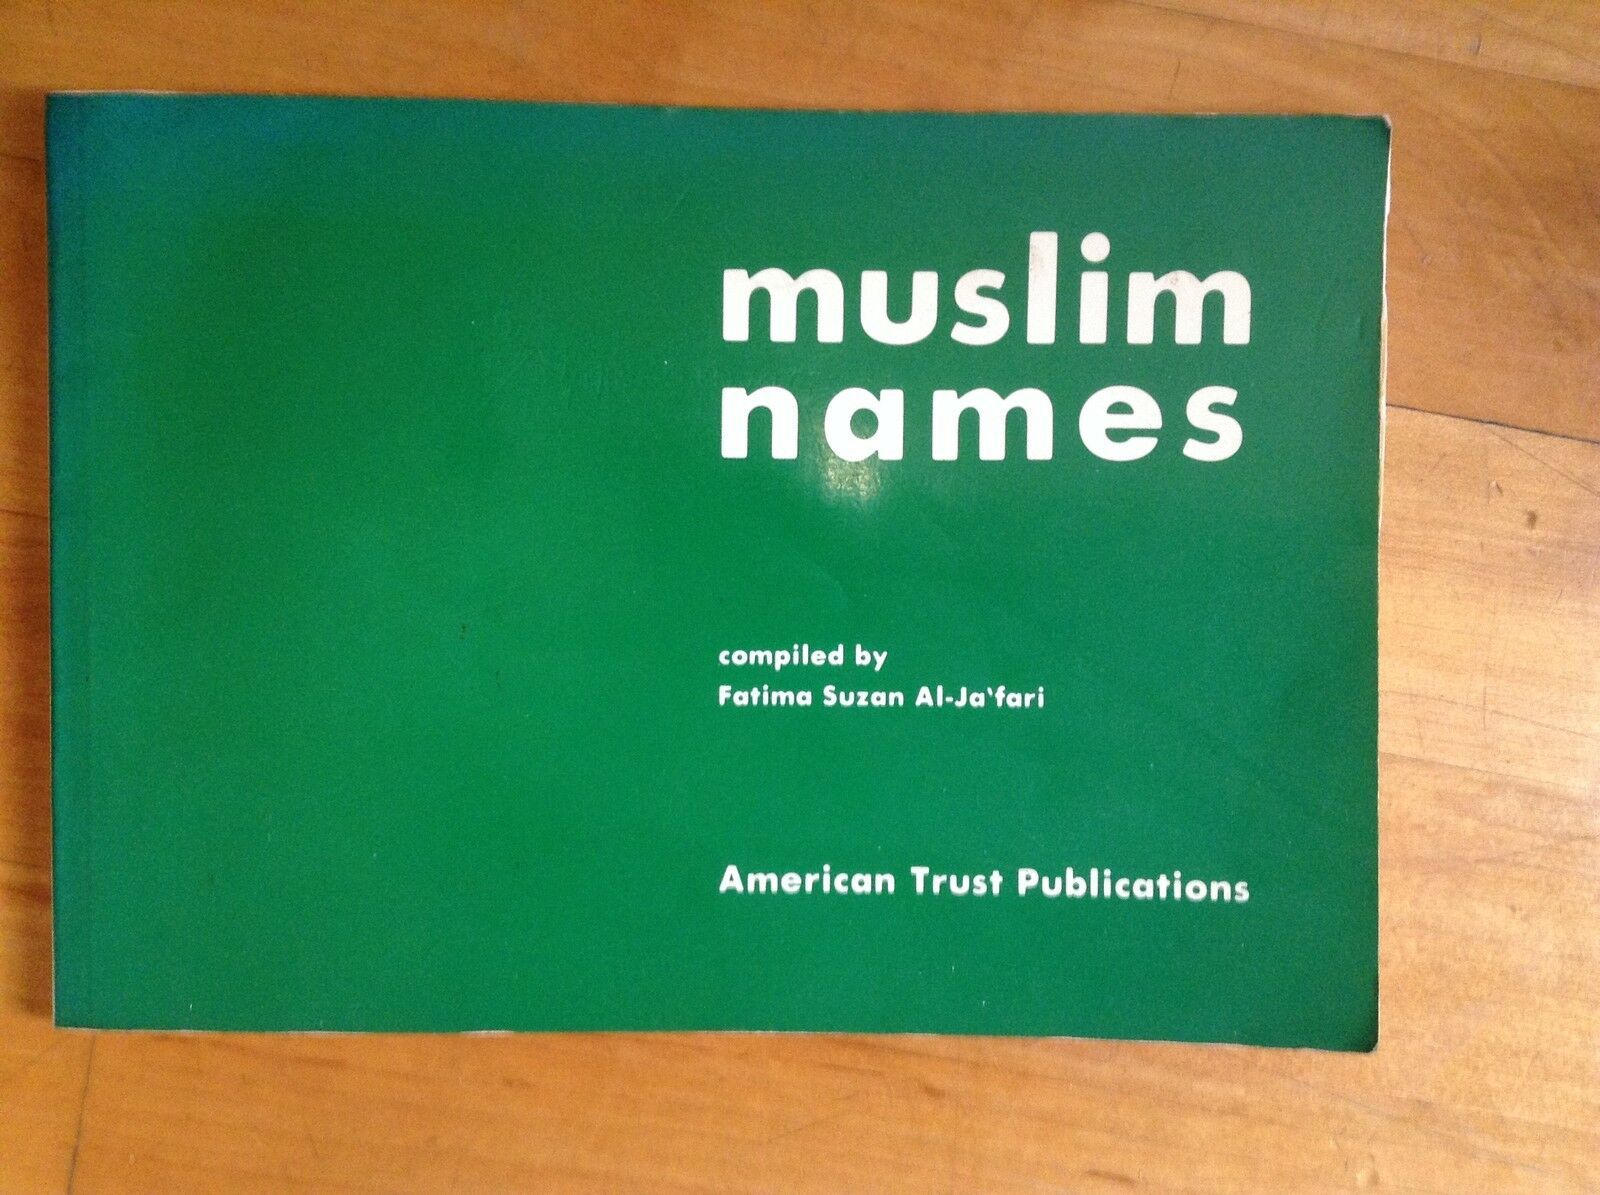 muslim
names
compiled by
Fatima Suzan Al-Ja‘fari
American Trust Publications